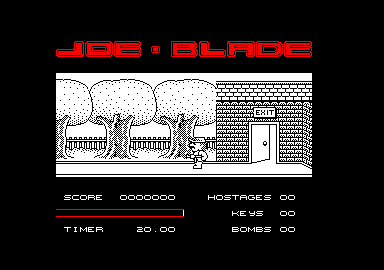 JOE · BLADE
EXIT
SCORE 0000000 HOSTAGES 00
KEYS 00
TIMER 20.00 BOMBS 00